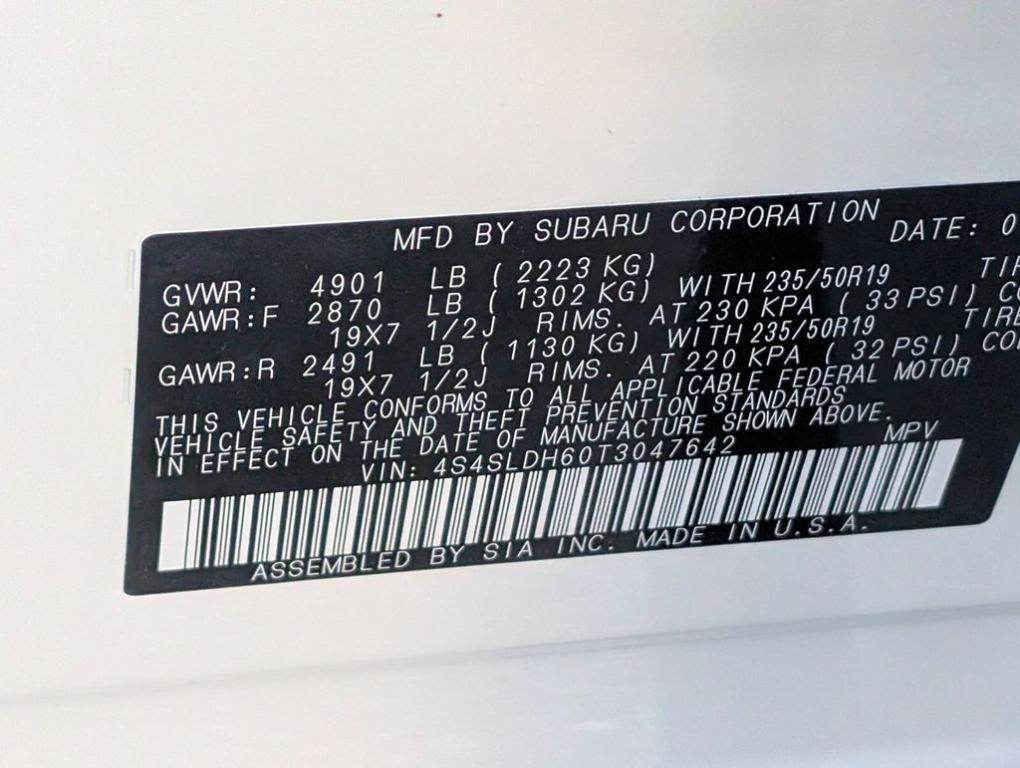 MFD BY SUBARU CORPORATION DATE: 0
GVWR: 4901 LB ( 2223 KG)
GAWR:F 2870 LB ( 1302 KG) WITH 235/50R19
19X7 1/2J RIMS. AT 230 KPA ( 33 PSI)
GAWR:R 2491 LB ( 1130 KG) WITH 235/50R19
19X7 1/2J RIMS. AT 220 KPA ( 32 PSI)
THIS VEHICLE CONFORMS TO ALL APPLICABLE FEDERAL MOTOR
VEHICLE SAFETY AND THEFT PREVENTION STANDARDS
IN EFFECT ON THE DATE OF MANUFACTURE SHOWN ABOVE.
VIN: 4S4SLDH60T3047642 MPV
ASSEMBLED BY SIA INC. MADE IN U.S.A.